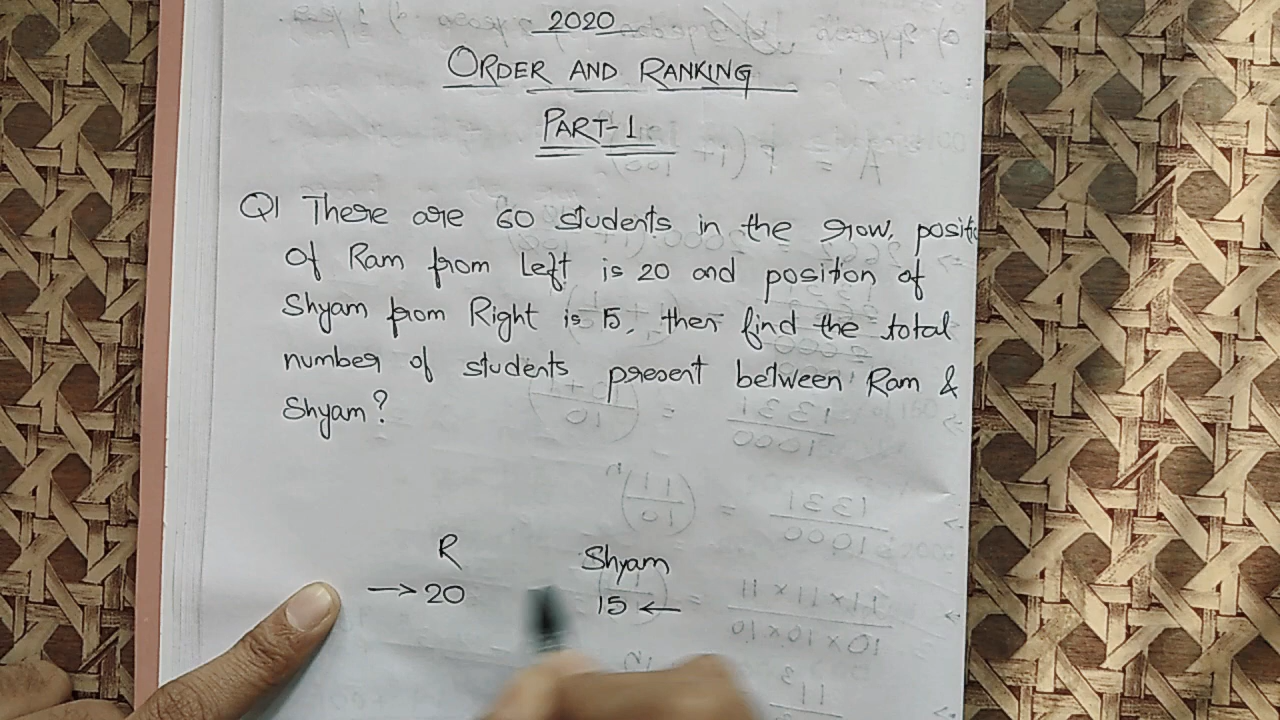 2020
ORDER AND RANKING
PART-1
Q1 There are 60 students in the row, posit
of Ram from Left is 20 and position of
Shyam from Right is 15, then find the total
number of students present between Ram &
Shyam?
R Shyam
→20 15←